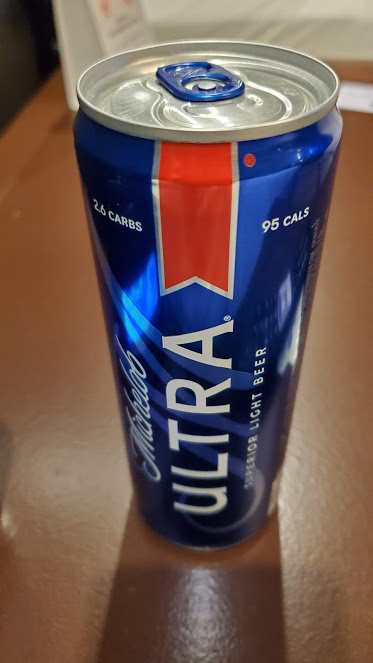 2.6 CARBS
95 CALS
Michelob
ULTRA®
SUPERIOR LIGHT BEER